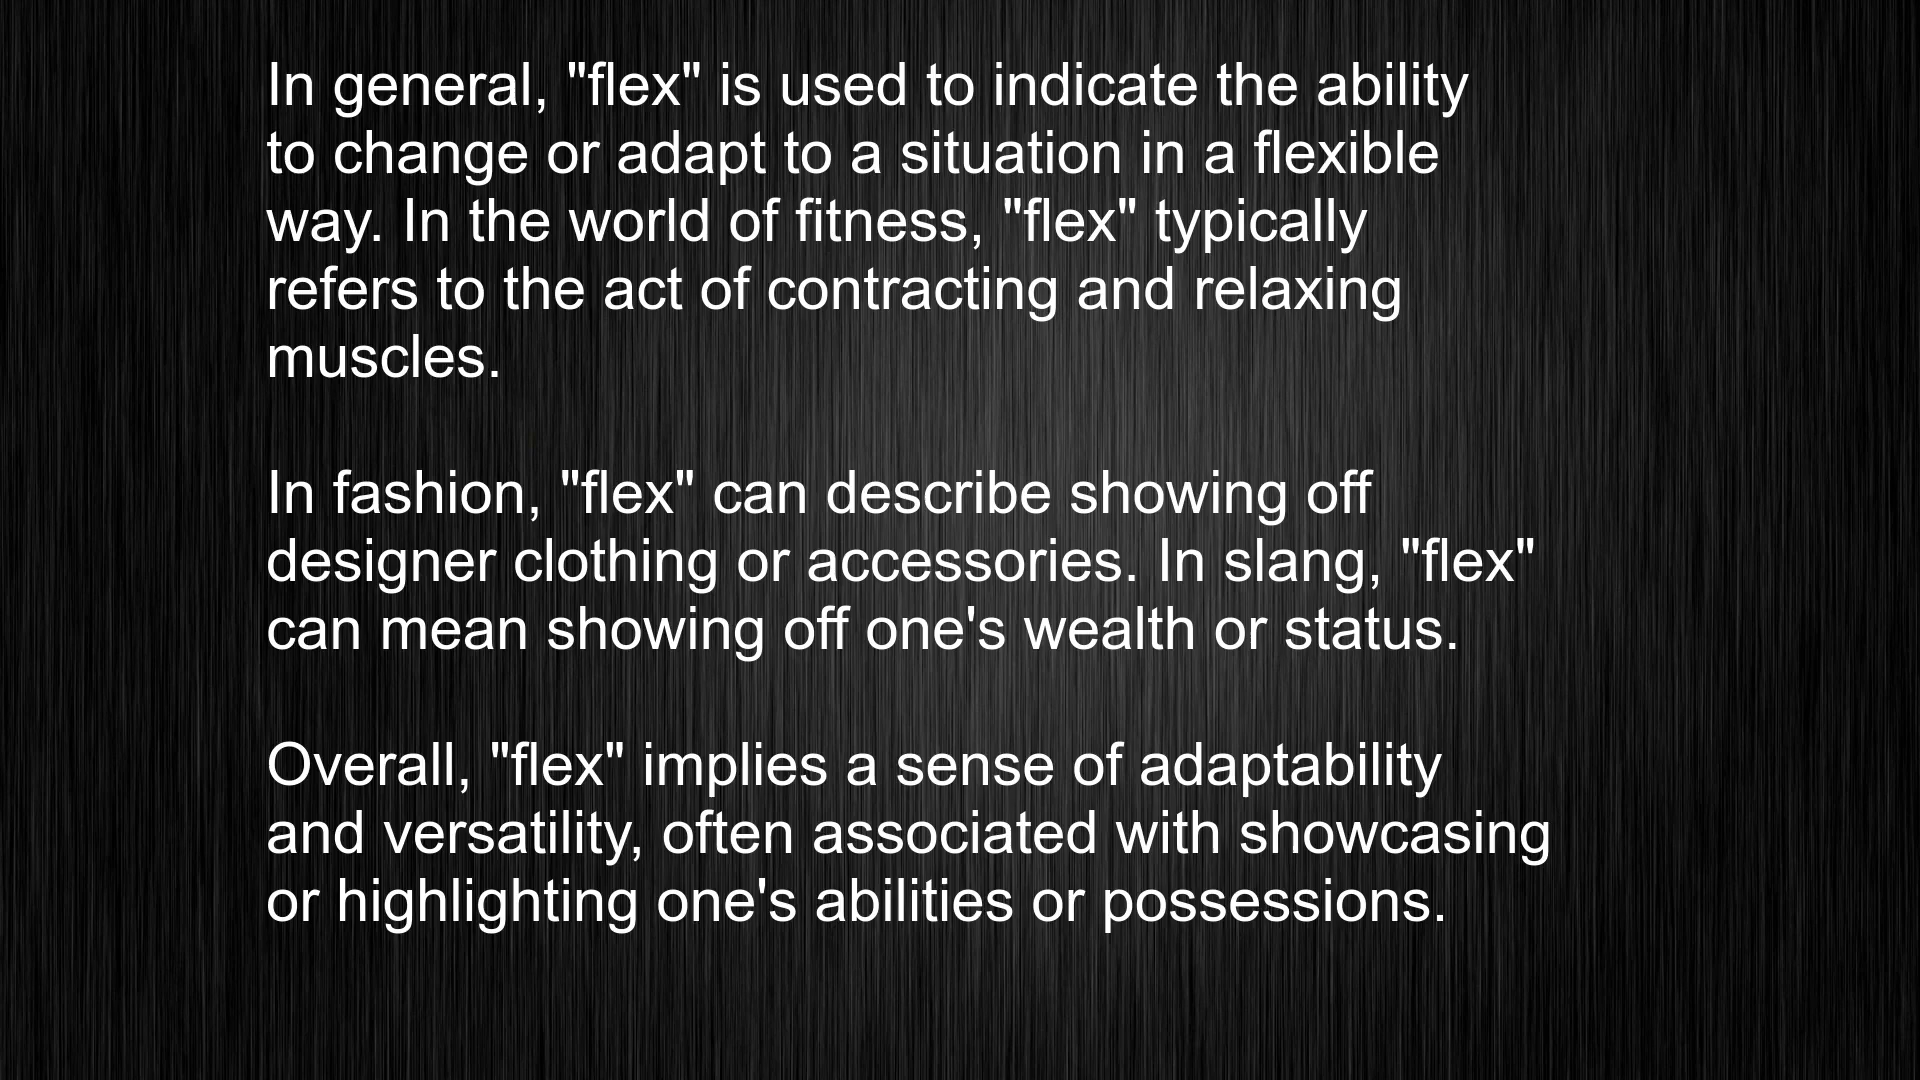 In general, "flex" is used to indicate the ability
to change or adapt to a situation in a flexible
way. In the world of fitness, "flex" typically
refers to the act of contracting and relaxing
muscles.
In fashion, "flex" can describe showing off
designer clothing or accessories. In slang, "flex"
can mean showing off one's wealth or status.
Overall, "flex" implies a sense of adaptability
and versatility, often associated with showcasing
or highlighting one's abilities or possessions.